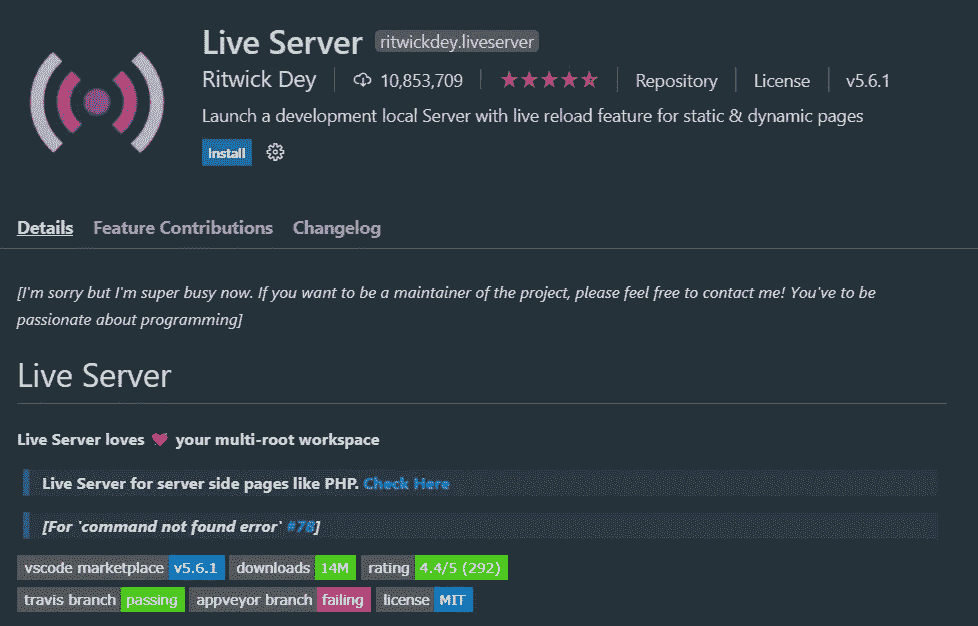 Live Server ritwickdey.liveserver
Ritwick Dey 10,853,709 Repository License v5.6.1
Launch a development local Server with live reload feature for static & dynamic pages
Install
Details Feature Contributions Changelog
[I'm sorry but I'm super busy now. If you want to be a maintainer of the project, please feel free to contact me! You've to be
passionate about programming]
Live Server
Live Server loves your multi-root workspace
Live Server for server side pages like PHP. Check Here
[For 'command not found error' #78]
vscode marketplace v5.6.1 downloads 14M rating 4.4/5 (292)
travis branch passing appveyor branch failing license MIT